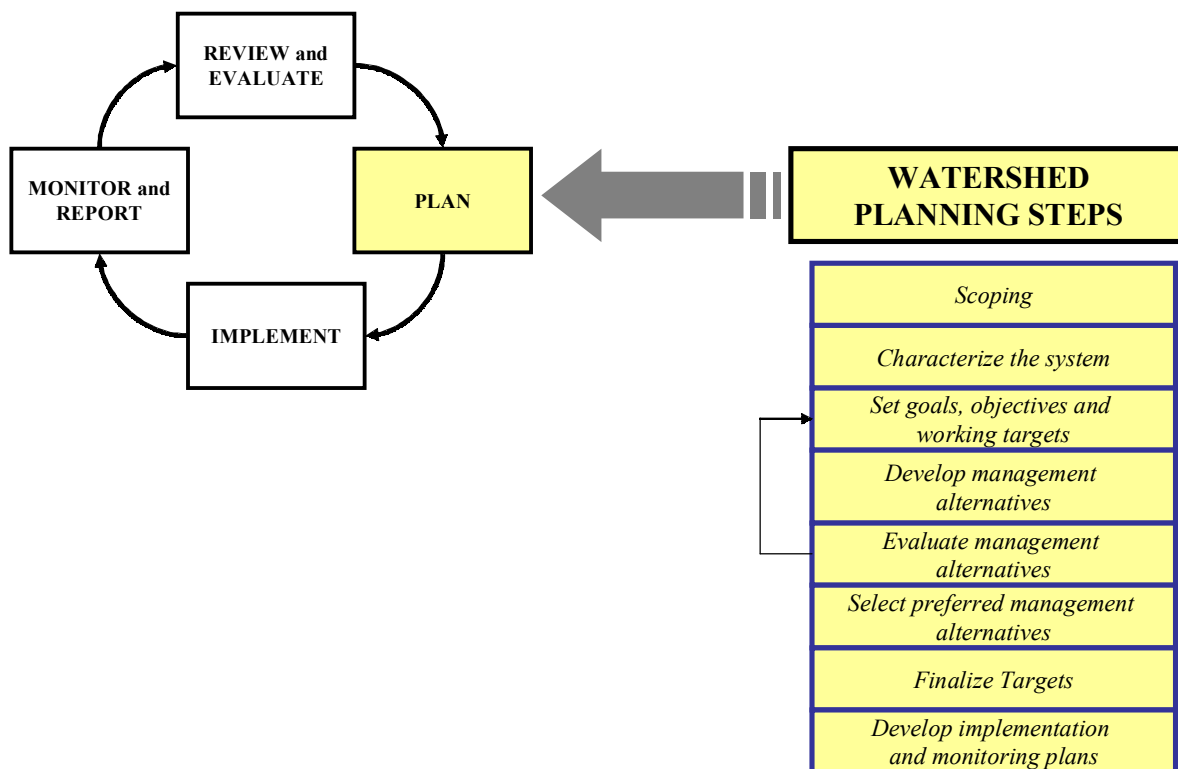 REVIEW and
EVALUATE
MONITOR and
REPORT
PLAN
IMPLEMENT
WATERSHED
PLANNING STEPS
Scoping
Characterize the system
Set goals, objectives and
working targets
Develop management
alternatives
Evaluate management
alternatives
Select preferred management
alternatives
Finalize Targets
Develop implementation
and monitoring plans